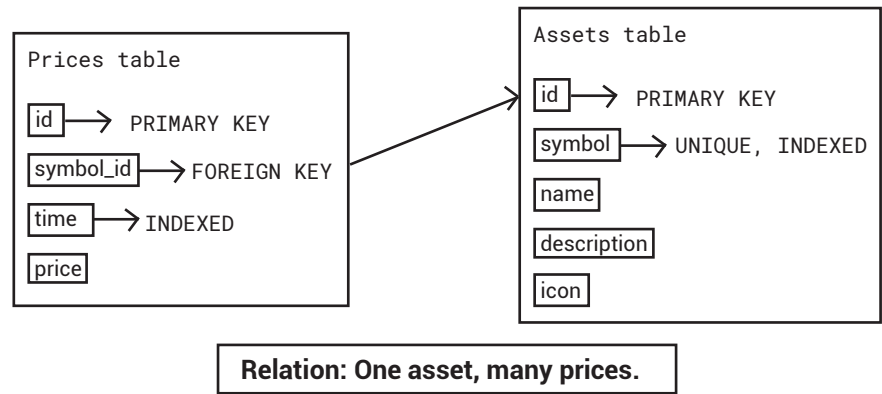 Prices table
id PRIMARY KEY
symbol_id FOREIGN KEY
time INDEXED
price
Assets table
id PRIMARY KEY
symbol UNIQUE, INDEXED
name
description
icon
Relation: One asset, many prices.